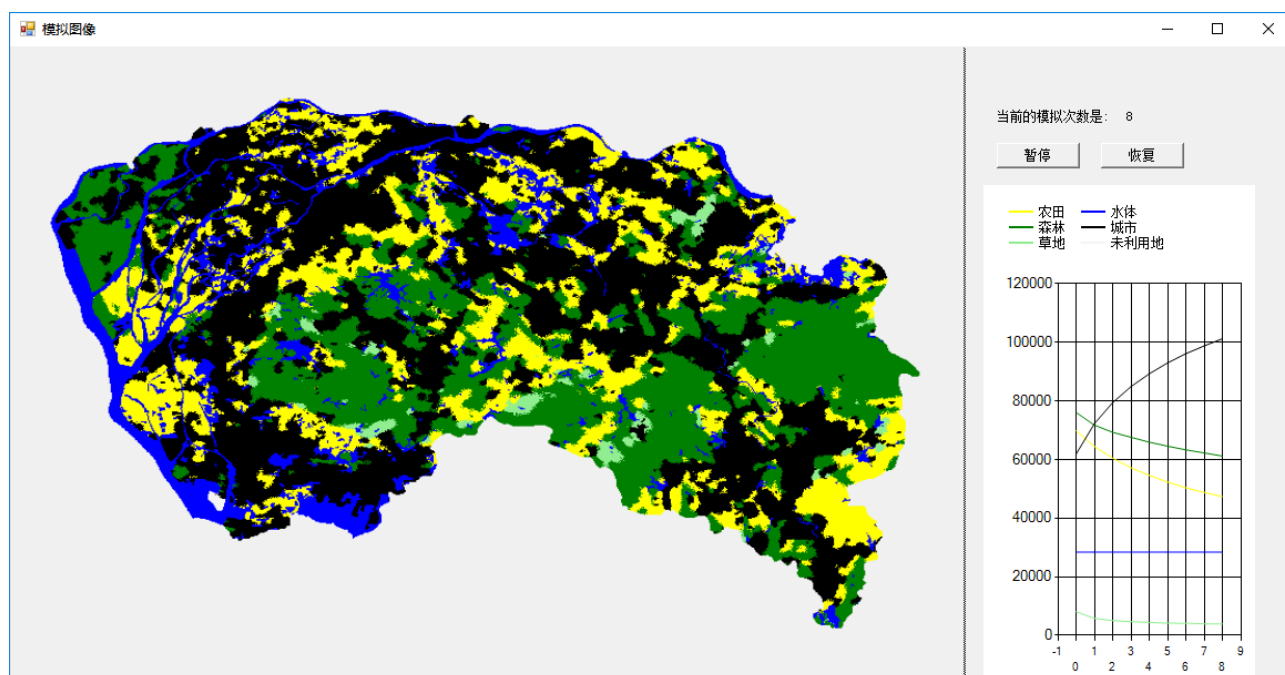 模拟图像
当前的模拟次数是: 8
暂停 恢复
农田 水体
森林 城市
草地 未利用地
120000
100000
80000
60000
40000
20000
0
-1 1 3 5 7 9
0 2 4 6 8